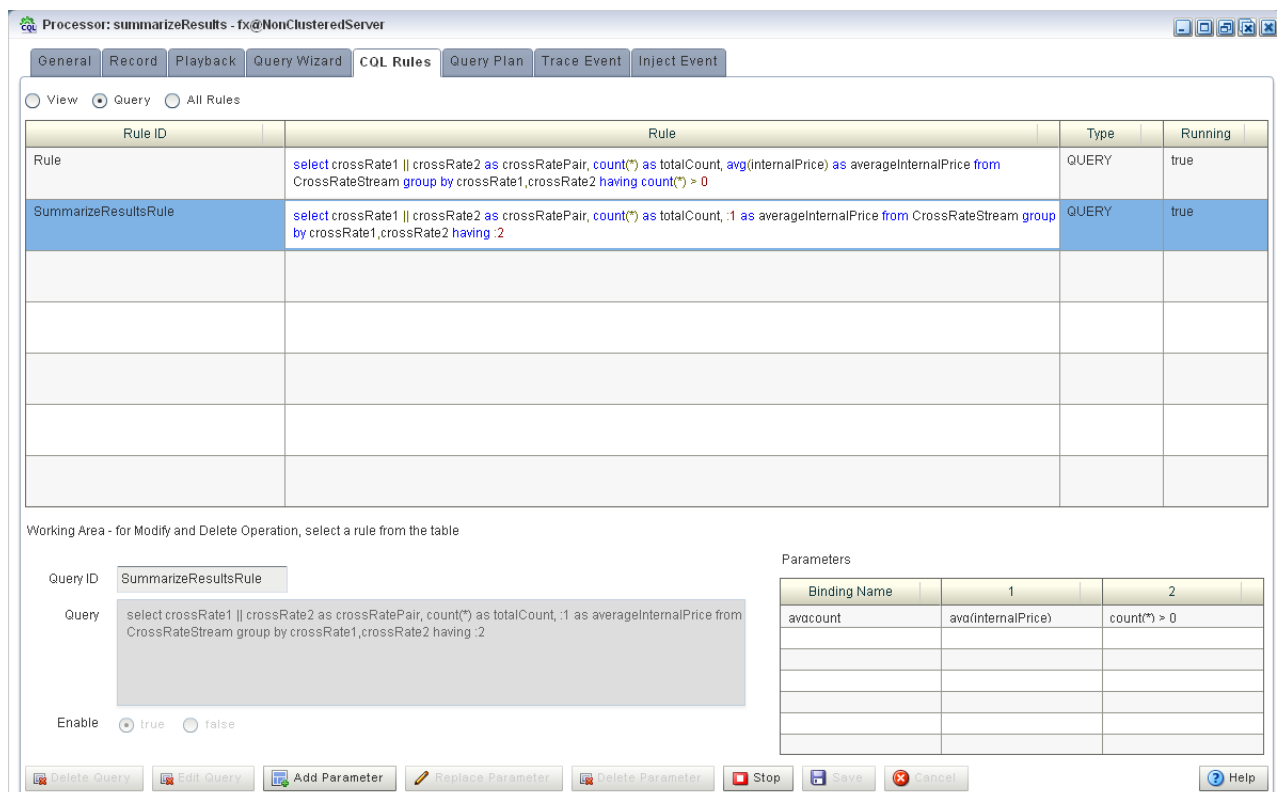 CQL Processor: summarizeResults - fx@NonClusteredServer
General Record Playback Query Wizard CQL Rules Query Plan Trace Event Inject Event
View Query All Rules
Rule ID Rule Type Running
Rule select crossRate1 || crossRate2 as crossRatePair, count(*) as totalCount, avg(internalPrice) as averageInternalPrice from QUERY true
CrossRateStream group by crossRate1,crossRate2 having count(*) > 0
SummarizeResultsRule select crossRate1 || crossRate2 as crossRatePair, count(*) as totalCount, :1 as averageInternalPrice from CrossRateStream group QUERY true
by crossRate1,crossRate2 having :2
Working Area - for Modify and Delete Operation, select a rule from the table
Query ID SummarizeResultsRule
Query select crossRate1 || crossRate2 as crossRatePair, count(*) as totalCount, :1 as averageInternalPrice from
CrossRateStream group by crossRate1,crossRate2 having :2
Enable true false
Parameters
Binding Name 1 2
avgcount avg(internalPrice) count(*) > 0
Delete Query Edit Query Add Parameter Replace Parameter Delete Parameter Stop Save Cancel Help